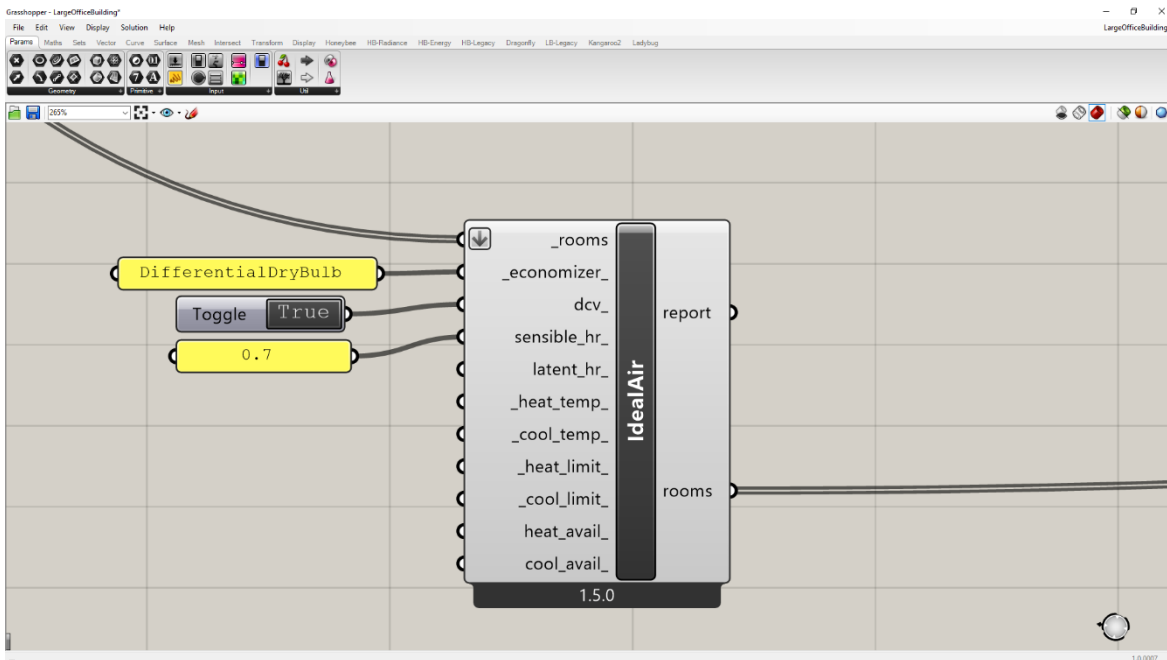 Grasshopper - LargeOfficeBuilding*
File Edit View Display Solution Help LargeOfficeBuilding
Params Maths Sets Vector Curve Surface Mesh Intersect Transform Display Honeybee HB-Radiance HB-Energy HB-Legacy Dragonfly LB-Legacy Kangaroo2 Ladybug
Geometry Primitive Input Util
265%
_rooms
DifferentialDryBulb _economizer_
Toggle True dcv_
report
0.7 sensible_hr_
latent_hr_
_heat_temp_
IdealAir
_cool_temp_
_heat_limit_
_cool_limit_ rooms
heat_avail_
cool_avail_
1.5.0
1.0.0007